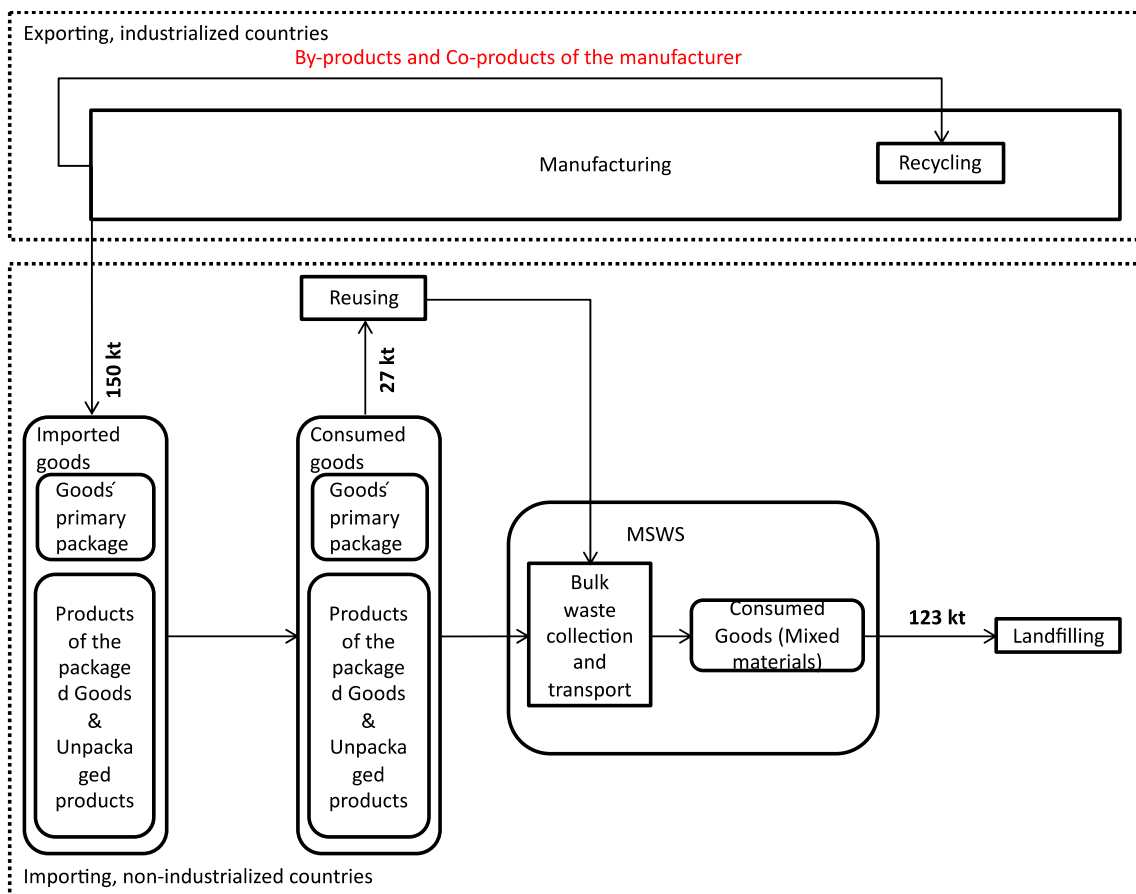 Exporting, industrialized countries
By-products and Co-products of the manufacturer
Manufacturing
Recycling
Reusing
150 kt
27 kt
Imported
goods
Goods´
primary
package
Products
of the
package
d Goods
&
Unpacka
ged
products
Consumed
goods
Goods´
primary
package
Products
of the
package
d Goods
&
Unpacka
ged
products
MSWS
Bulk
waste
collection
and
transport
Consumed
Goods (Mixed
materials)
123 kt
Landfilling
Importing, non-industrialized countries